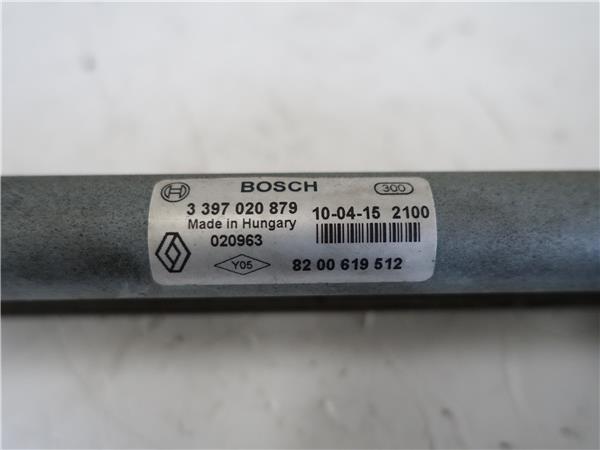 BOSCH
300
3 397 020 879
10-04-15 2100
Made in Hungary
020963
Y05
82 00 619 512